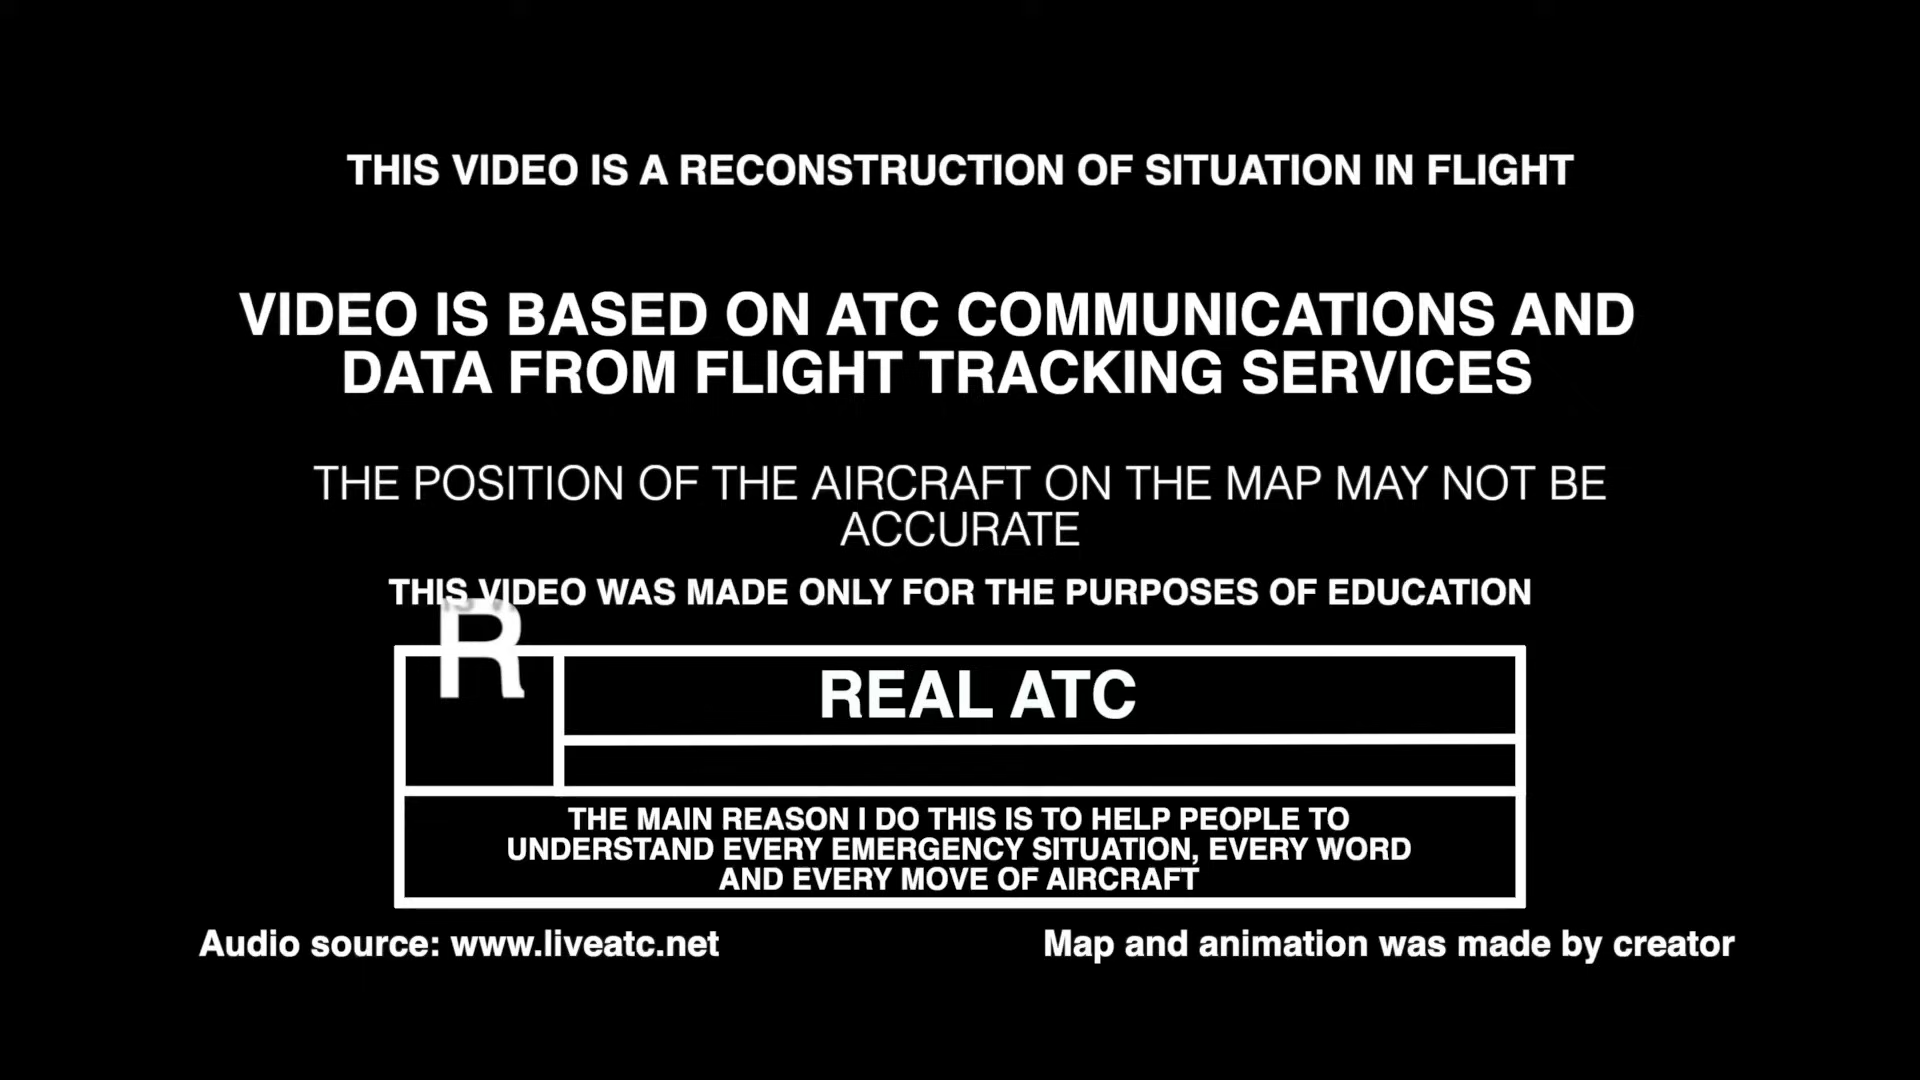 THIS VIDEO IS A RECONSTRUCTION OF SITUATION IN FLIGHT
VIDEO IS BASED ON ATC COMMUNICATIONS AND
DATA FROM FLIGHT TRACKING SERVICES
THE POSITION OF THE AIRCRAFT ON THE MAP MAY NOT BE
ACCURATE
THIS VIDEO WAS MADE ONLY FOR THE PURPOSES OF EDUCATION
R
REAL ATC
THE MAIN REASON I DO THIS IS TO HELP PEOPLE TO
UNDERSTAND EVERY EMERGENCY SITUATION, EVERY WORD
AND EVERY MOVE OF AIRCRAFT
Audio source: www.liveatc.net
Map and animation was made by creator